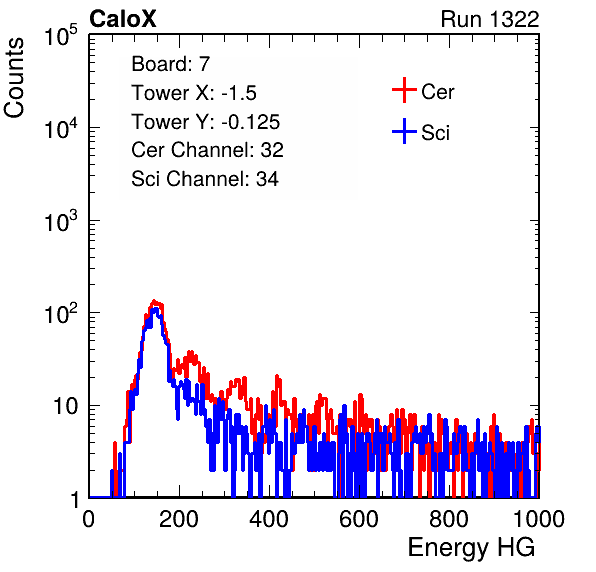 CaloX Run 1322
Counts
Board: 7
Tower X: -1.5
Tower Y: -0.125
Cer Channel: 32
Sci Channel: 34
Cer
Sci
10^5
10^4
10^3
10^2
10
1
0 200 400 600 800 1000
Energy HG